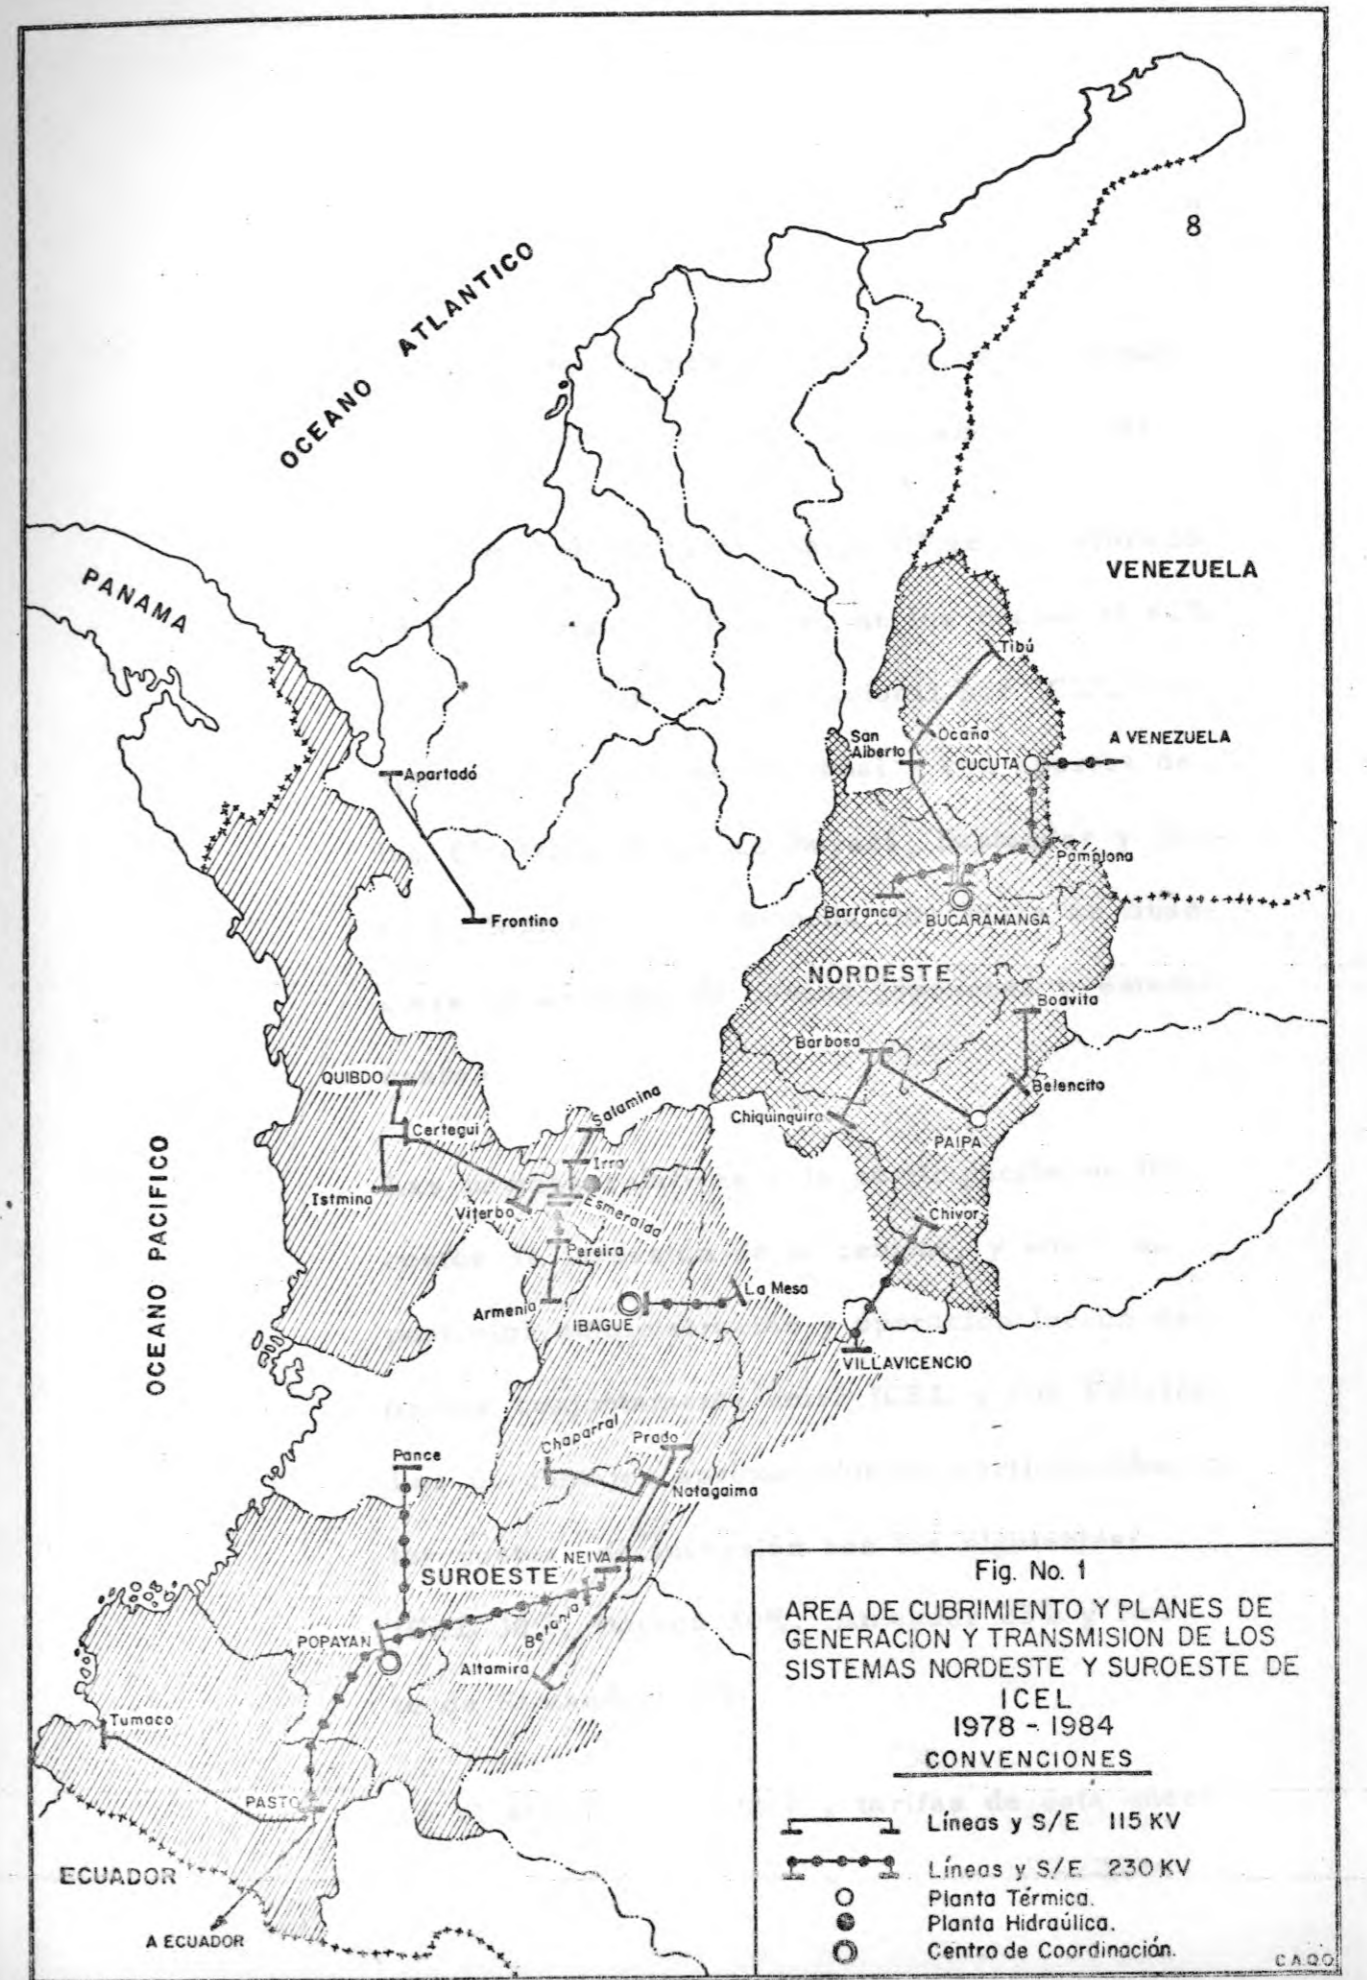 8
OCEANO ATLANTICO
PANAMA
VENEZUELA
Tibú
Ocaña
San
Alberto
CUCUTA
A VENEZUELA
Apartadó
Pamplona
Frontino
Barranca
BUCARAMANGA
NORDESTE
Boavita
Barbosa
QUIBDO
Belencito
Salamina
Chiquinquira
Certegui
PAIPA
OCEANO PACIFICO
Irra
Istmina
Viterbo
Esmeralda
Chivor
Pereira
La Mesa
Armenia
IBAGUE
VILLAVICENCIO
Chaparral
Prado
Pance
Natagaima
NEIVA
SUROESTE
Betania
POPAYAN
Altamira
Tumaco
PASTO
ECUADOR
A ECUADOR
Fig. No. 1
AREA DE CUBRIMIENTO Y PLANES DE
GENERACION Y TRANSMISION DE LOS
SISTEMAS NORDESTE Y SUROESTE DE
ICEL
1978 - 1984
CONVENCIONES
Líneas y S/E 115 KV
Líneas y S/E 230 KV
Planta Térmica.
Planta Hidraúlica.
Centro de Coordinación.